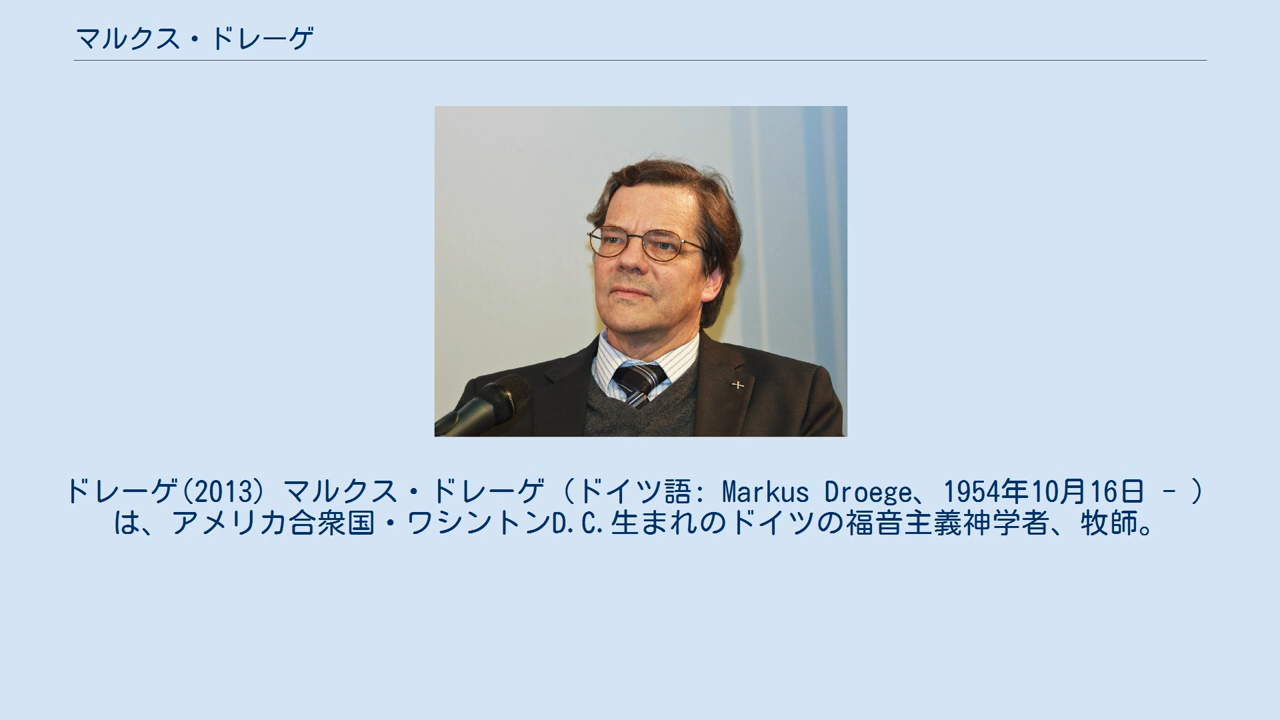 マルクス・ドレーゲ
ドレーゲ(2013) マルクス・ドレーゲ (ドイツ語: Markus Droege、1954年10月16日 - )
は、アメリカ合衆国・ワシントンD.C.生まれのドイツの福音主義神学者、牧師。